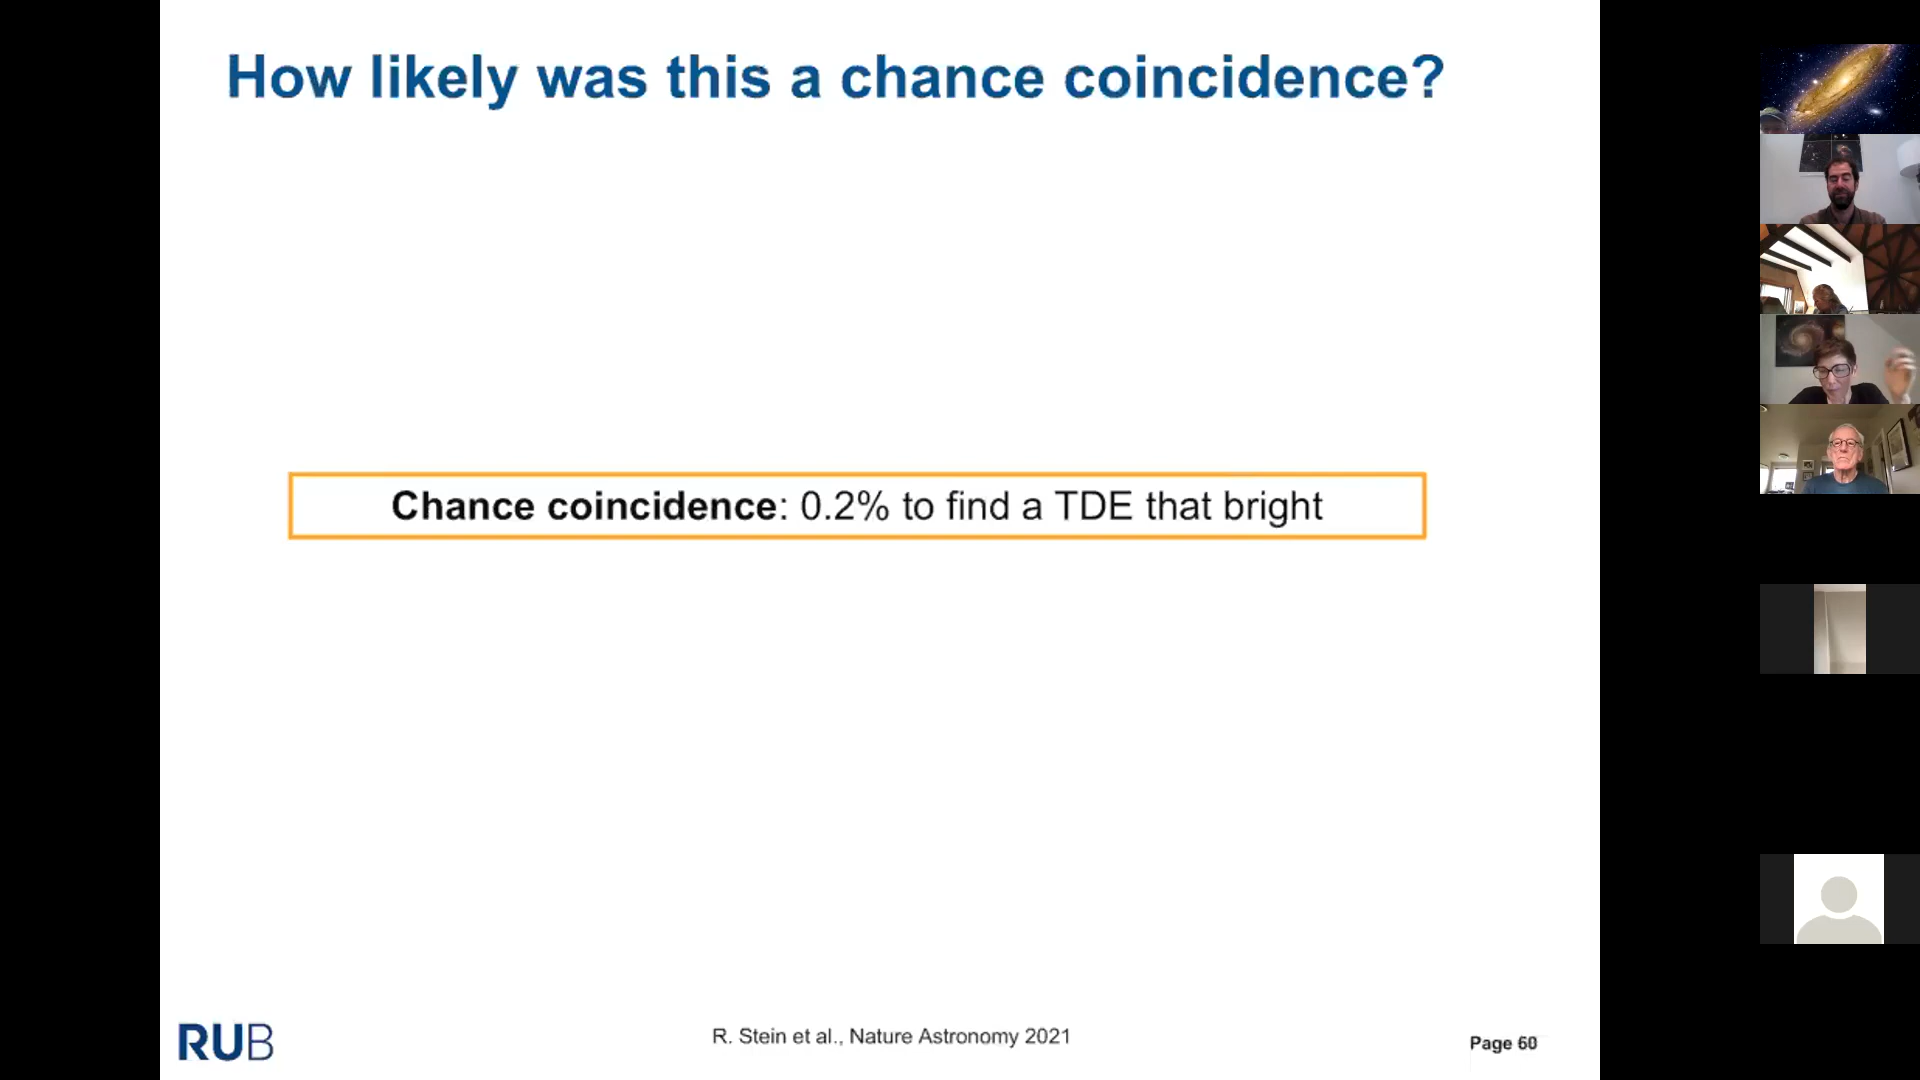 How likely was this a chance coincidence?
Chance coincidence: 0.2% to find a TDE that bright
RUB
R. Stein et al., Nature Astronomy 2021
Page 60